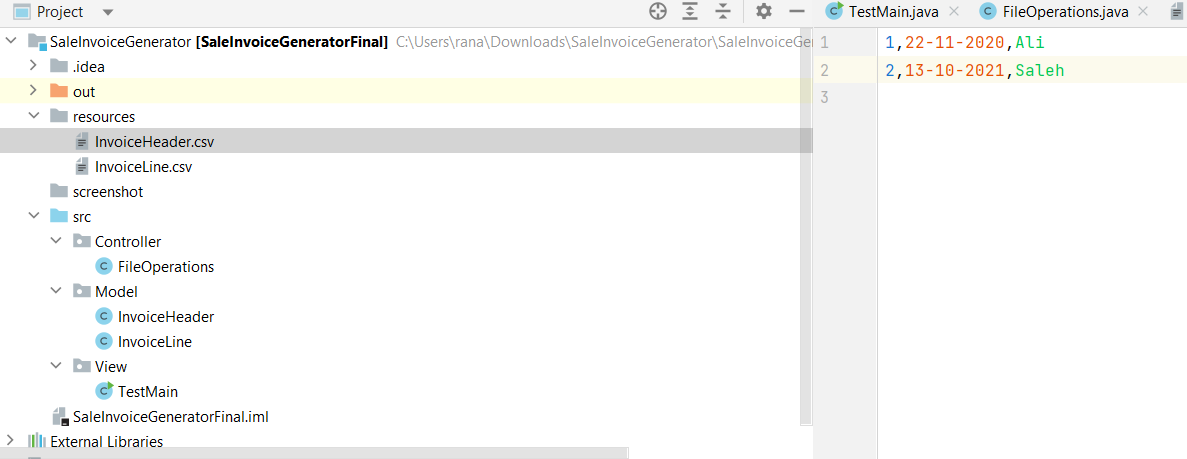 Project
SaleInvoiceGenerator [SaleInvoiceGeneratorFinal] C:\Users\rana\Downloads\SaleInvoiceGenerator\SaleInvoiceGe
.idea
out
resources
InvoiceHeader.csv
InvoiceLine.csv
screenshot
src
Controller
FileOperations
Model
InvoiceHeader
InvoiceLine
View
TestMain
SaleInvoiceGeneratorFinal.iml
External Libraries
TestMain.java
FileOperations.java
1 1,22-11-2020,Ali
2 2,13-10-2021,Saleh
3